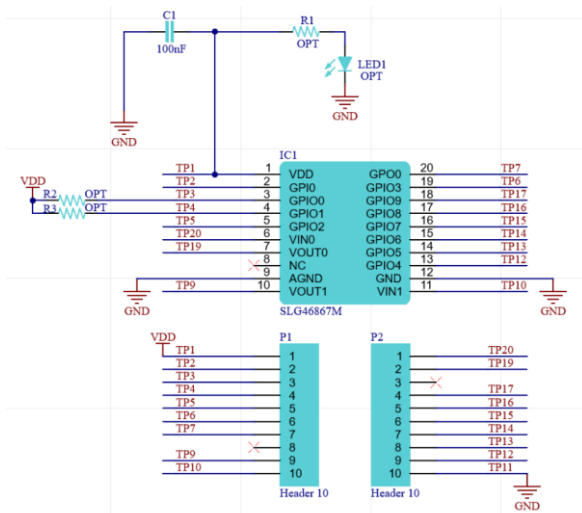 C1
100nF
R1
OPT
LED1
OPT
GND
GND
IC1
VDD
R2 OPT
R3 OPT
TP1 1 VDD GPO0 20 TP7
TP2 2 GPI0 GPIO3 19 TP6
TP3 3 GPIO0 GPIO9 18 TP17
TP4 4 GPIO1 GPIO8 17 TP16
TP5 5 GPIO2 GPIO7 16 TP15
TP20 6 VIN0 GPIO6 15 TP14
TP19 7 VOUT0 GPIO5 14 TP13
8 NC GPIO4 13 TP12
9 AGND GND 12
TP9 10 VOUT1 VIN1 11 TP10
GND
GND
SLG46867M
VDD
P1 P2
TP1 1 1 TP20
TP2 2 2 TP19
TP3 3 3
TP4 4 4 TP17
TP5 5 5 TP16
TP6 6 6 TP15
TP7 7 7 TP14
8 8 TP13
TP9 9 9 TP12
TP10 10 10 TP11
Header 10 Header 10
GND